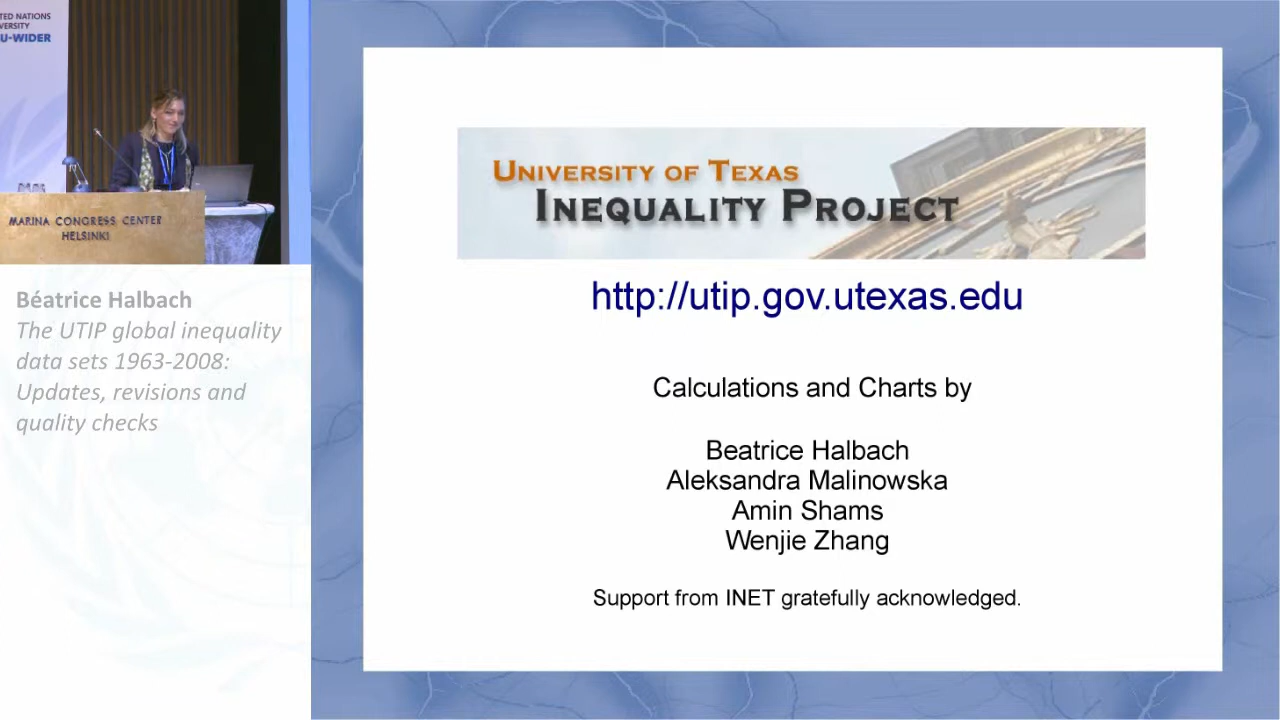 TED NATIONS
VERSITY
U-WIDER
MARINA CONGRESS CENTER
HELSINKI
Béatrice Halbach
The UTIP global inequality
data sets 1963-2008:
Updates, revisions and
quality checks
UNIVERSITY OF TEXAS
INEQUALITY PROJECT
http://utip.gov.utexas.edu
Calculations and Charts by
Beatrice Halbach
Aleksandra Malinowska
Amin Shams
Wenjie Zhang
Support from INET gratefully acknowledged.